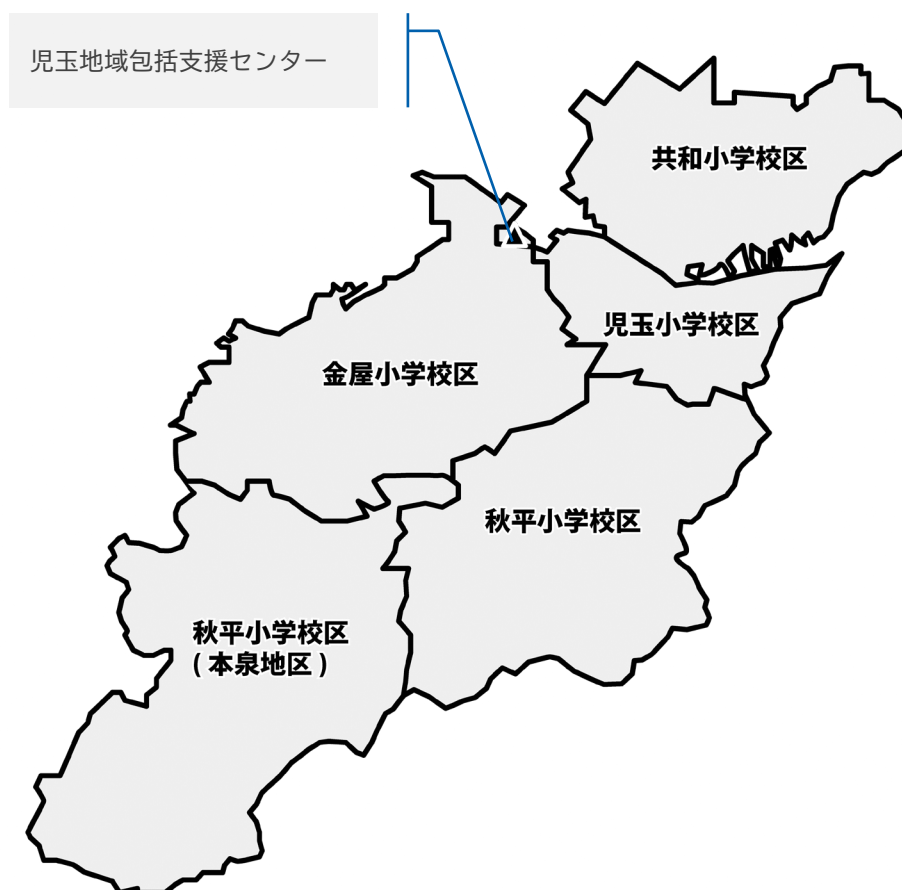 児玉地域包括支援センター
共和小学校区
児玉小学校区
金屋小学校区
秋平小学校区
秋平小学校区
(本泉地区)